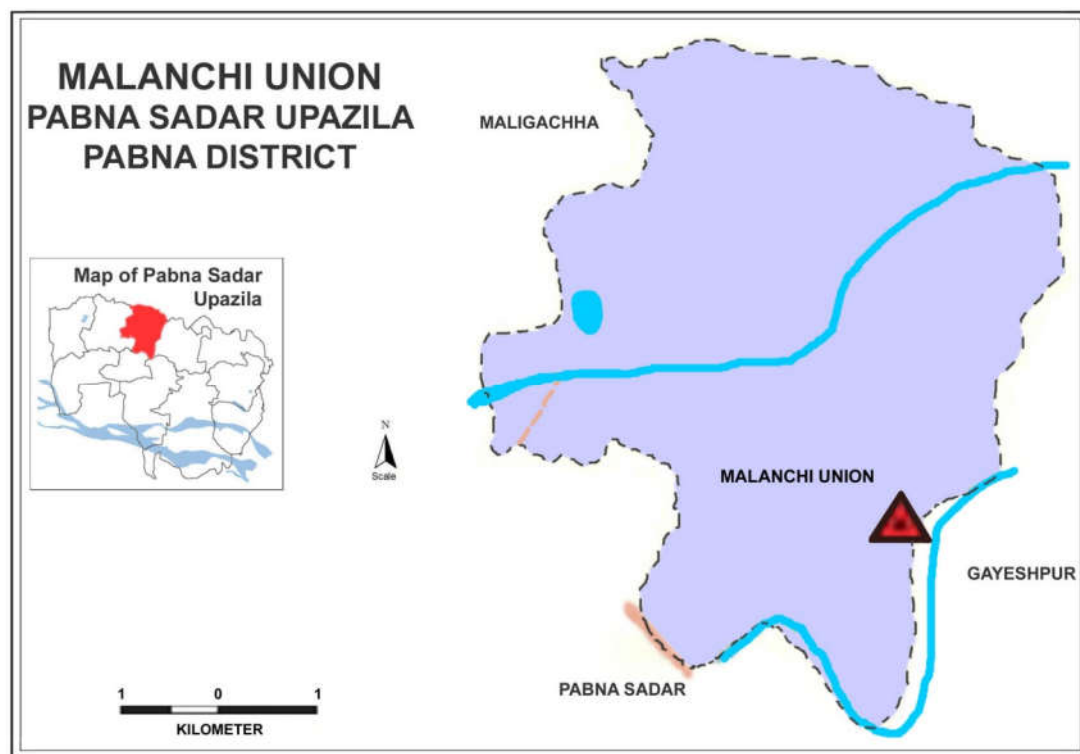 MALANCHI UNION
PABNA SADAR UPAZILA
PABNA DISTRICT
MALIGACHHA
Map of Pabna Sadar
Upazila
N
Scale
MALANCHI UNION
GAYESHPUR
PABNA SADAR
1 0 1
KILOMETER